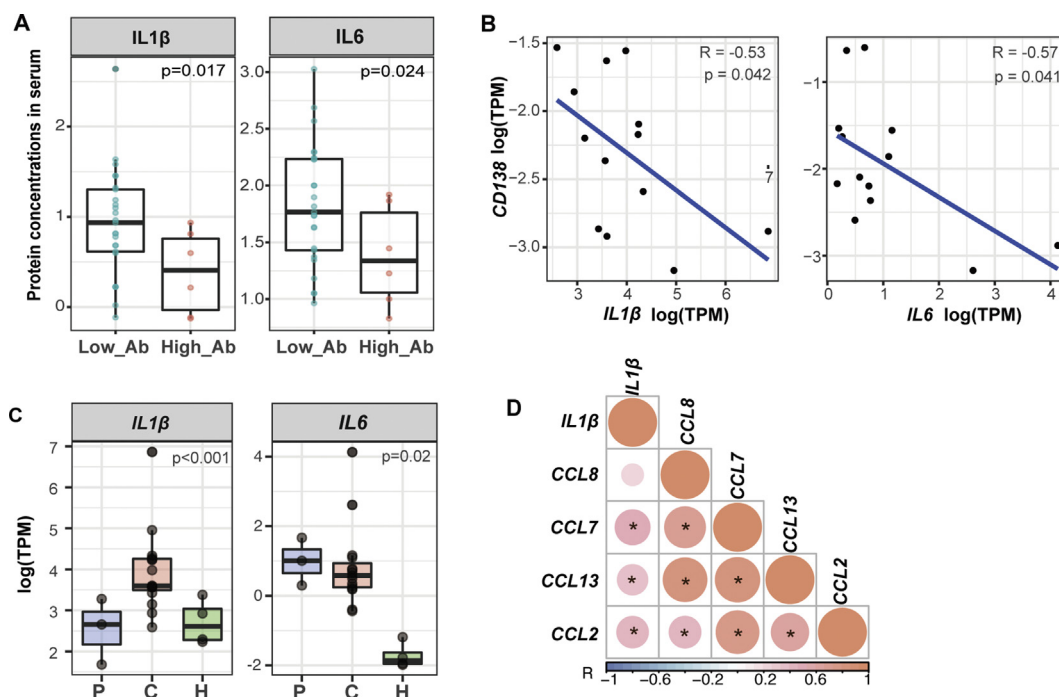 A
IL1β
IL6
p=0.017
p=0.024
Protein concentrations in serum
2
1
0
3.0
2.5
2.0
1.5
1.0
Low_Ab High_Ab
Low_Ab High_Ab
B
R = -0.53
p = 0.042
R = -0.57
p = 0.041
CD138 log(TPM)
−1.5
−2.0
−2.5
−3.0
7
−1
−2
−3
3 4 5 6 7
0 1 2 3 4
IL1β log(TPM)
IL6 log(TPM)
C
IL1β
IL6
p<0.001
p=0.02
log(TPM)
7
6
5
4
3
2
4
2
0
-2
P C H
P C H
D
IL1β
CCL8
CCL7
CCL13
CCL2
IL1β
CCL8
CCL7 * *
CCL13 * * *
CCL2 * * * *
R
−1 −0.6 −0.2 0.2 0.6 1